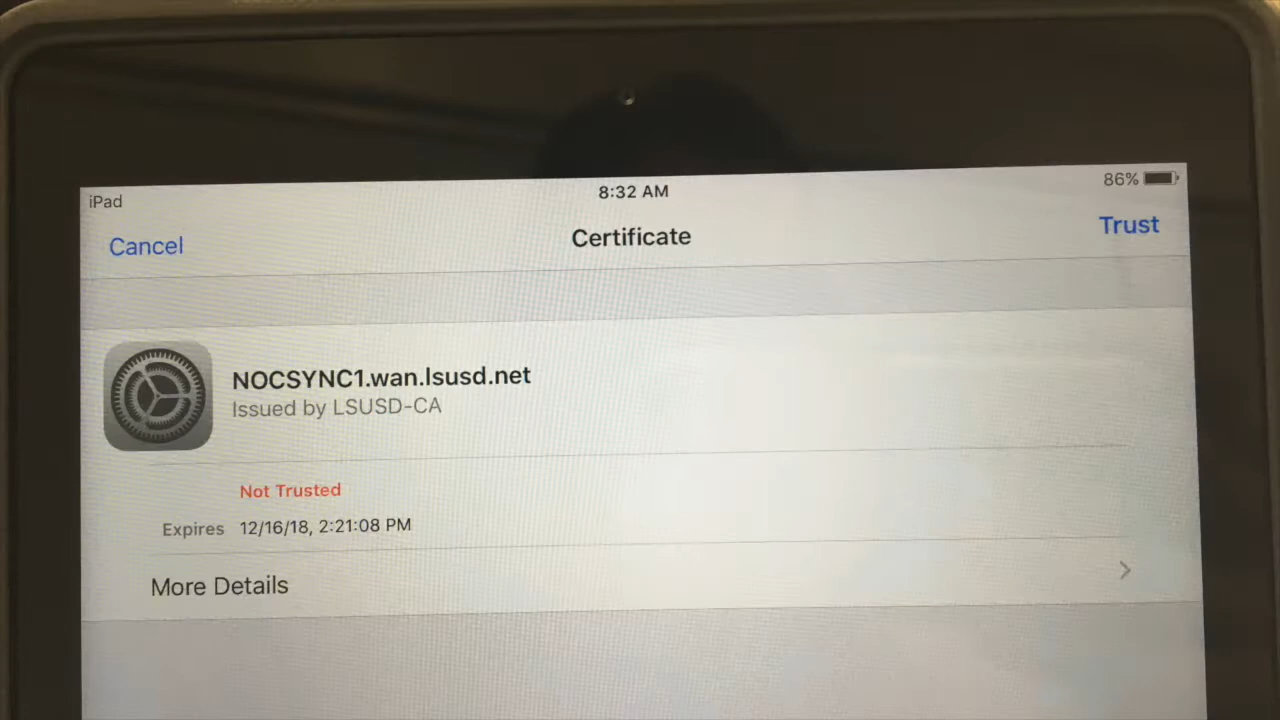 iPad
8:32 AM
86%
Cancel
Certificate
Trust
NOCSYNC1.wan.lsusd.net
Issued by LSUSD-CA
Not Trusted
Expires 12/16/18, 2:21:08 PM
More Details